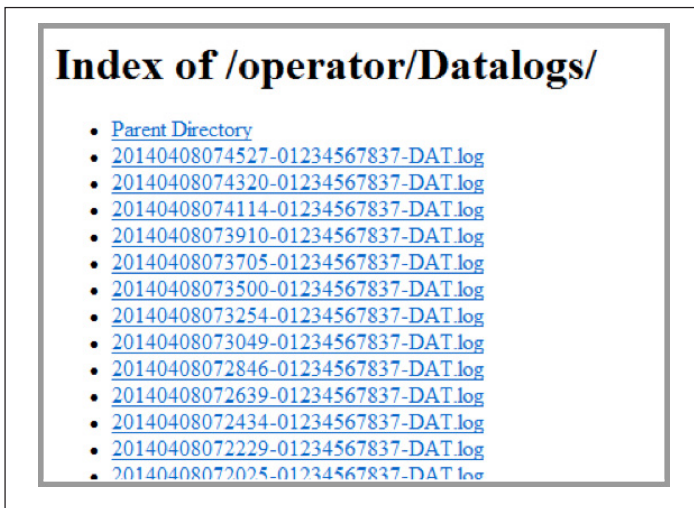 Index of /operator/Datalogs/
Parent Directory
20140408074527-01234567837-DAT.log
20140408074320-01234567837-DAT.log
20140408074114-01234567837-DAT.log
20140408073910-01234567837-DAT.log
20140408073705-01234567837-DAT.log
20140408073500-01234567837-DAT.log
20140408073254-01234567837-DAT.log
20140408073049-01234567837-DAT.log
20140408072846-01234567837-DAT.log
20140408072639-01234567837-DAT.log
20140408072434-01234567837-DAT.log
20140408072229-01234567837-DAT.log
20140408072025-01234567837-DAT.log